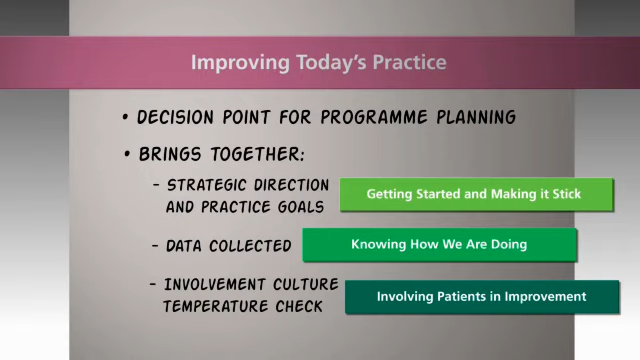 Improving Today's Practice
• DECISION POINT FOR PROGRAMME PLANNING
• BRINGS TOGETHER:
- STRATEGIC DIRECTION
AND PRACTICE GOALS
Getting Started and Making it Stick
- DATA COLLECTED
Knowing How We Are Doing
- INVOLVEMENT CULTURE
TEMPERATURE CHECK
Involving Patients in Improvement